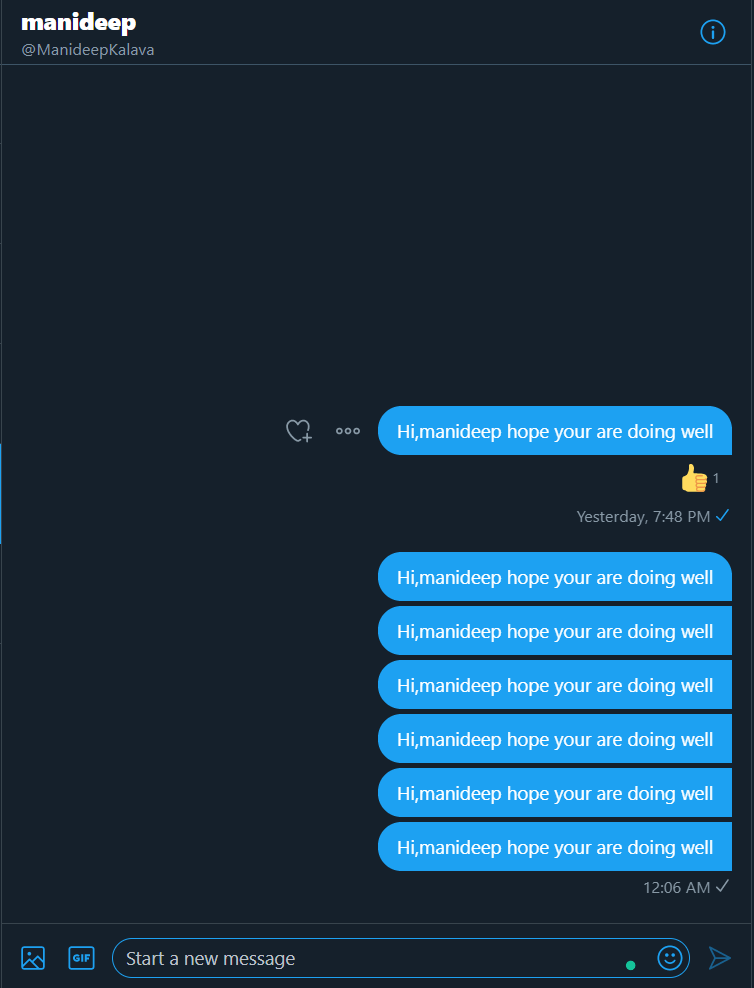 manideep
@ManideepKalava
Hi,manideep hope your are doing well
1
Yesterday, 7:48 PM
Hi,manideep hope your are doing well
Hi,manideep hope your are doing well
Hi,manideep hope your are doing well
Hi,manideep hope your are doing well
Hi,manideep hope your are doing well
Hi,manideep hope your are doing well
12:06 AM
GIF Start a new message